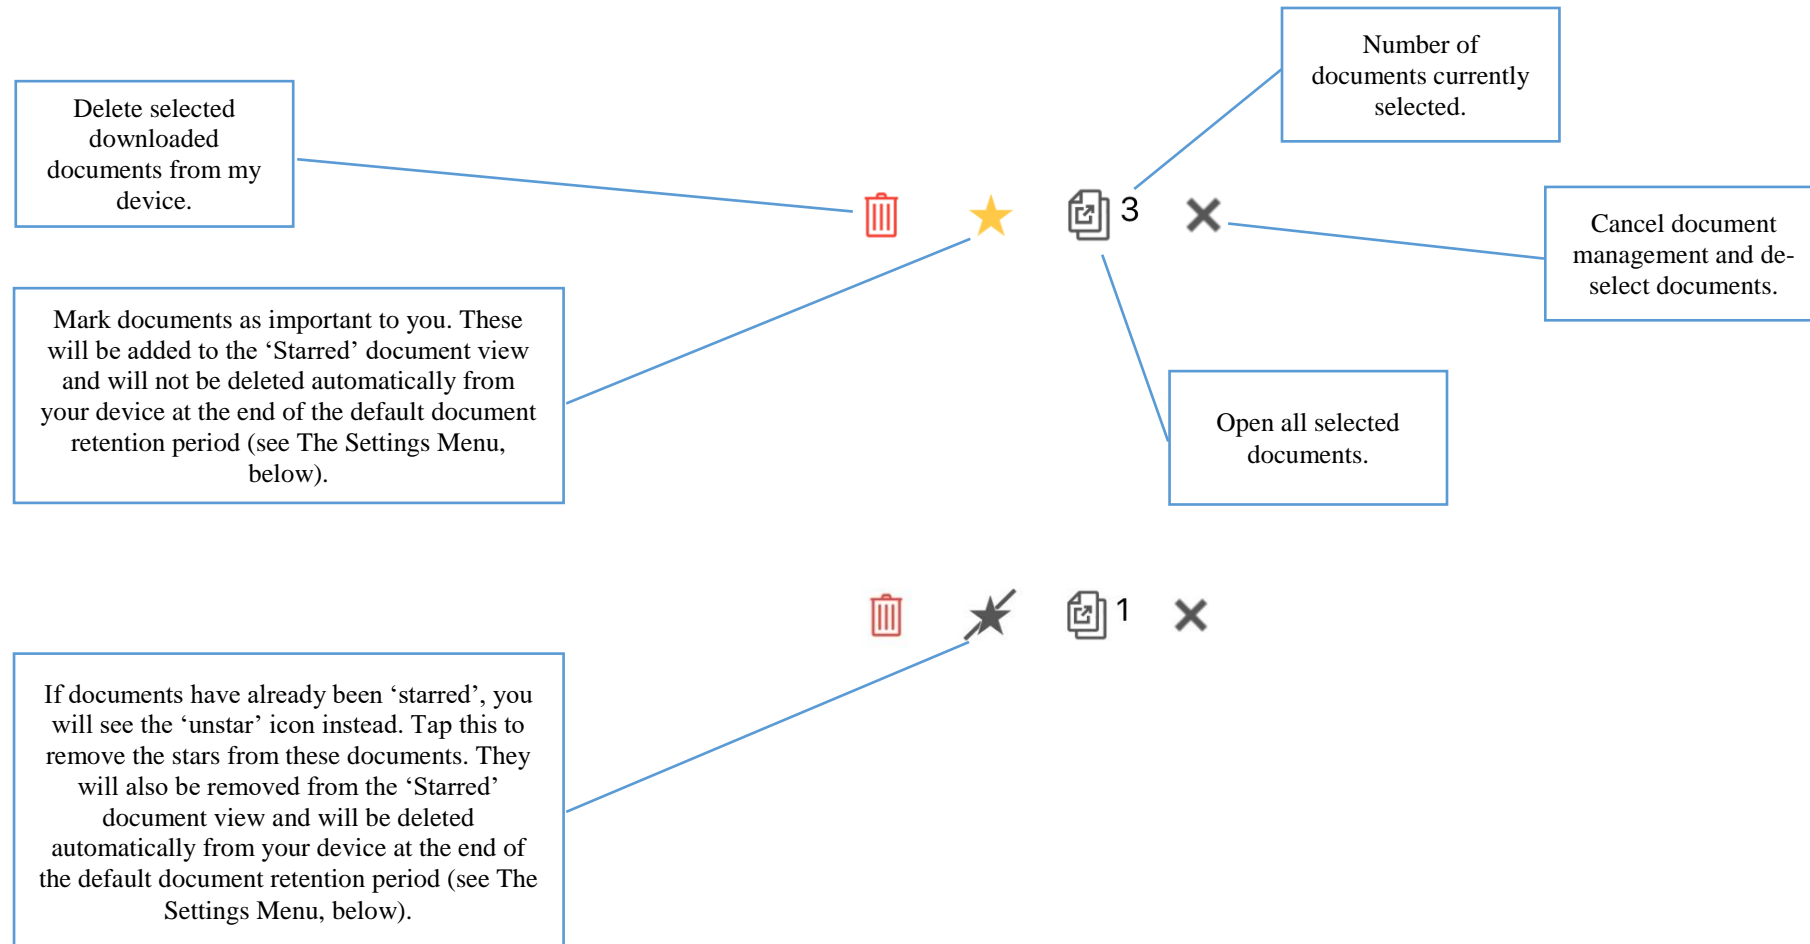 Number of
documents currently
selected.
Delete selected
downloaded
documents from my
device.
3
Cancel document
management and de-
select documents.
Mark documents as important to you. These
will be added to the ‘Starred’ document view
and will not be deleted automatically from
your device at the end of the default document
retention period (see The Settings Menu,
below).
Open all selected
documents.
1
If documents have already been ‘starred’, you
will see the ‘unstar’ icon instead. Tap this to
remove the stars from these documents. They
will also be removed from the ‘Starred’
document view and will be deleted
automatically from your device at the end of
the default document retention period (see The
Settings Menu, below).